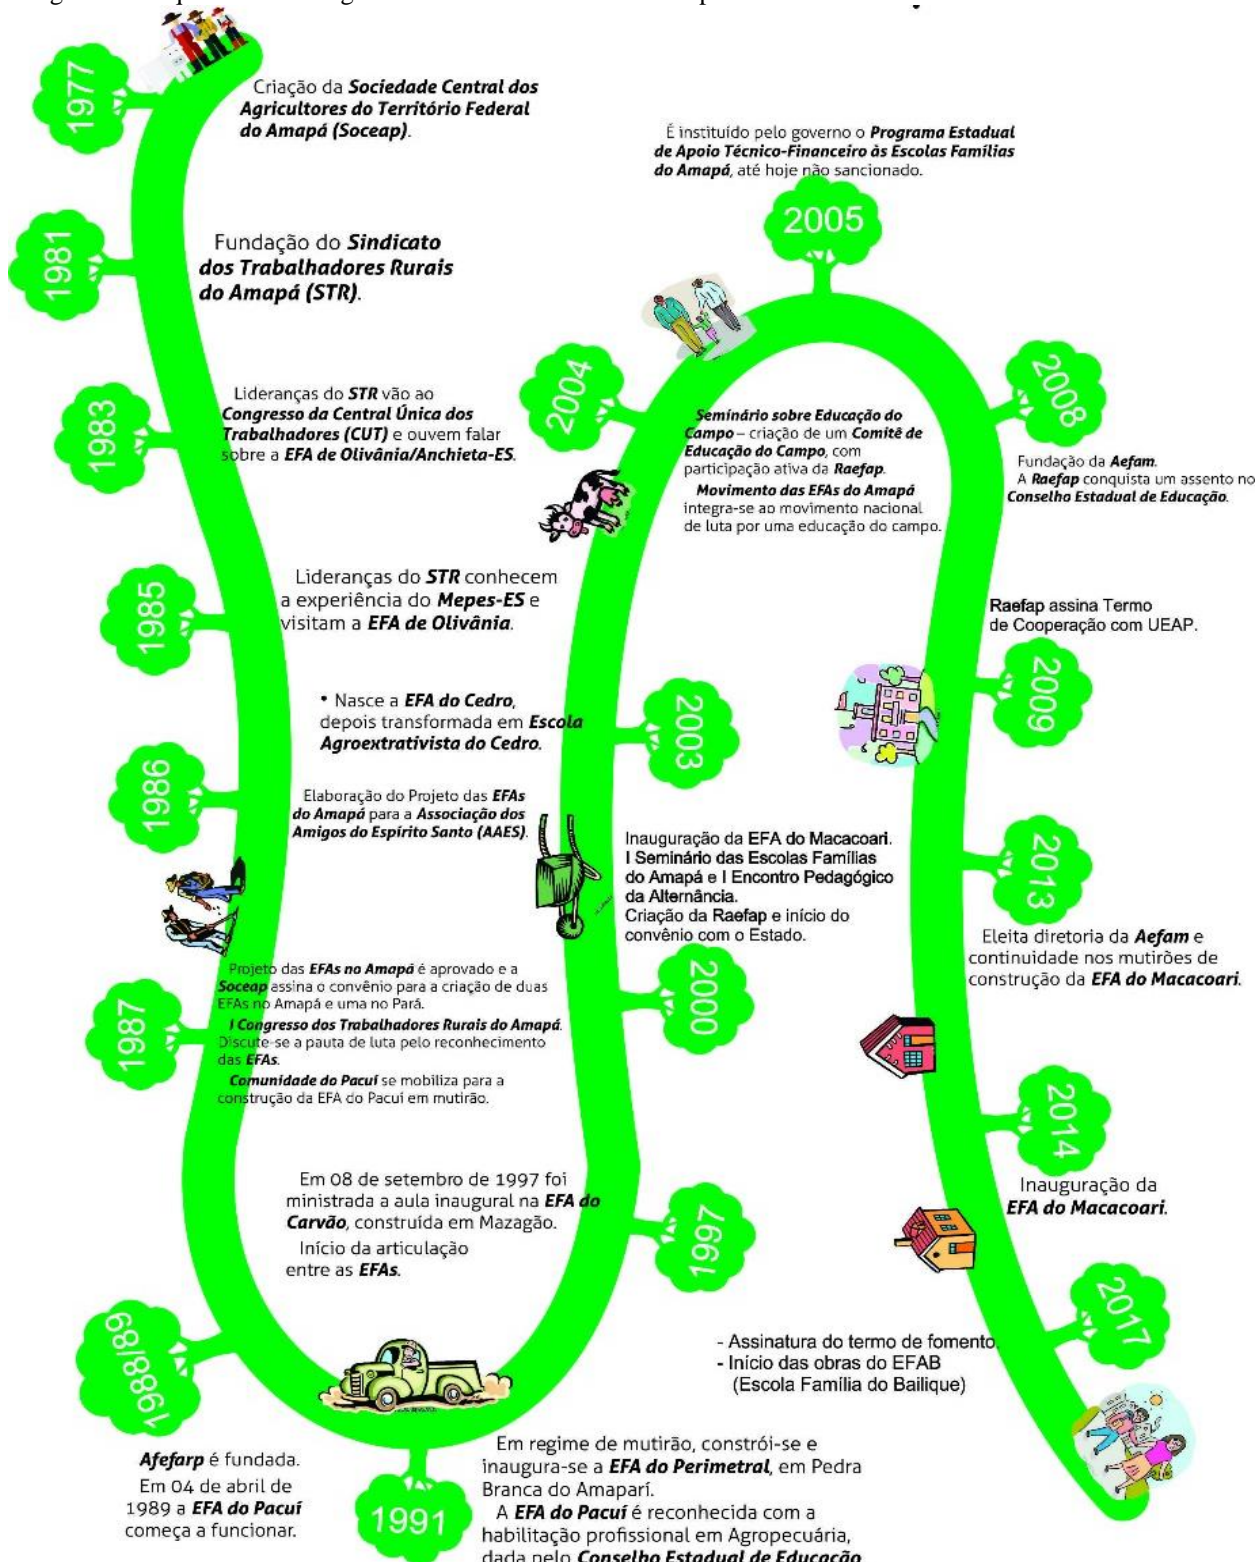 1977
Criação da Sociedade Central dos
Agricultores do Território Federal
do Amapá (Soceap).
1981
Fundação do Sindicato
dos Trabalhadores Rurais
do Amapá (STR).
1983
Lideranças do STR vão ao
Congresso da Central Única dos
Trabalhadores (CUT) e ouvem falar
sobre a EFA de Olivânia/Anchieta-ES.
1985
Lideranças do STR conhecem
a experiência do Mepes-ES e
visitam a EFA de Olivânia.
1986
Elaboração do Projeto das EFAs
do Amapá para a Associação dos
Amigos do Espírito Santo (AAES).
1987
Projeto das EFAs no Amapá é aprovado e a
Soceap assina o convênio para a criação de duas
EFAs no Amapá e uma no Pará.
I Congresso dos Trabalhadores Rurais do Amapá.
Discute-se a pauta de luta pelo reconhecimento
das EFAs.
Comunidade do Pacuí se mobiliza para a
construção da EFA do Pacuí em mutirão.
1988/89
Afefarp é fundada.
Em 04 de abril de
1989 a EFA do Pacuí
começa a funcionar.
1991
Em regime de mutirão, constrói-se e
inaugura-se a EFA do Perimetral, em Pedra
Branca do Amaparí.
A EFA do Pacuí é reconhecida com a
habilitação profissional em Agropecuária,
dada pelo Conselho Estadual de Educação
1997
Em 08 de setembro de 1997 foi
ministrada a aula inaugural na EFA do
Carvão, construída em Mazagão.
Início da articulação
entre as EFAs.
2000
Inauguração da EFA do Macacoari.
I Seminário das Escolas Famílias
do Amapá e I Encontro Pedagógico
da Alternância.
Criação da Raefap e início do
convênio com o Estado.
2003
• Nasce a EFA do Cedro,
depois transformada em Escola
Agroextrativista do Cedro.
2004
Seminário sobre Educação do
Campo – criação de um Comitê de
Educação do Campo, com
participação ativa da Raefap.
Movimento das EFAs do Amapá
integra-se ao movimento nacional
de luta por uma educação do campo.
2005
É instituído pelo governo o Programa Estadual
de Apoio Técnico-Financeiro às Escolas Famílias
do Amapá, até hoje não sancionado.
2008
Fundação da Aefam.
A Raefap conquista um assento no
Conselho Estadual de Educação.
2009
Raefap assina Termo
de Cooperação com UEAP.
2013
Eleita diretoria da Aefam e
continuidade nos mutirões de
construção da EFA do Macacoari.
2014
Inauguração da
EFA do Macacoari.
2017
- Assinatura do termo de fomento.
- Início das obras do EFAB
(Escola Família do Bailique)